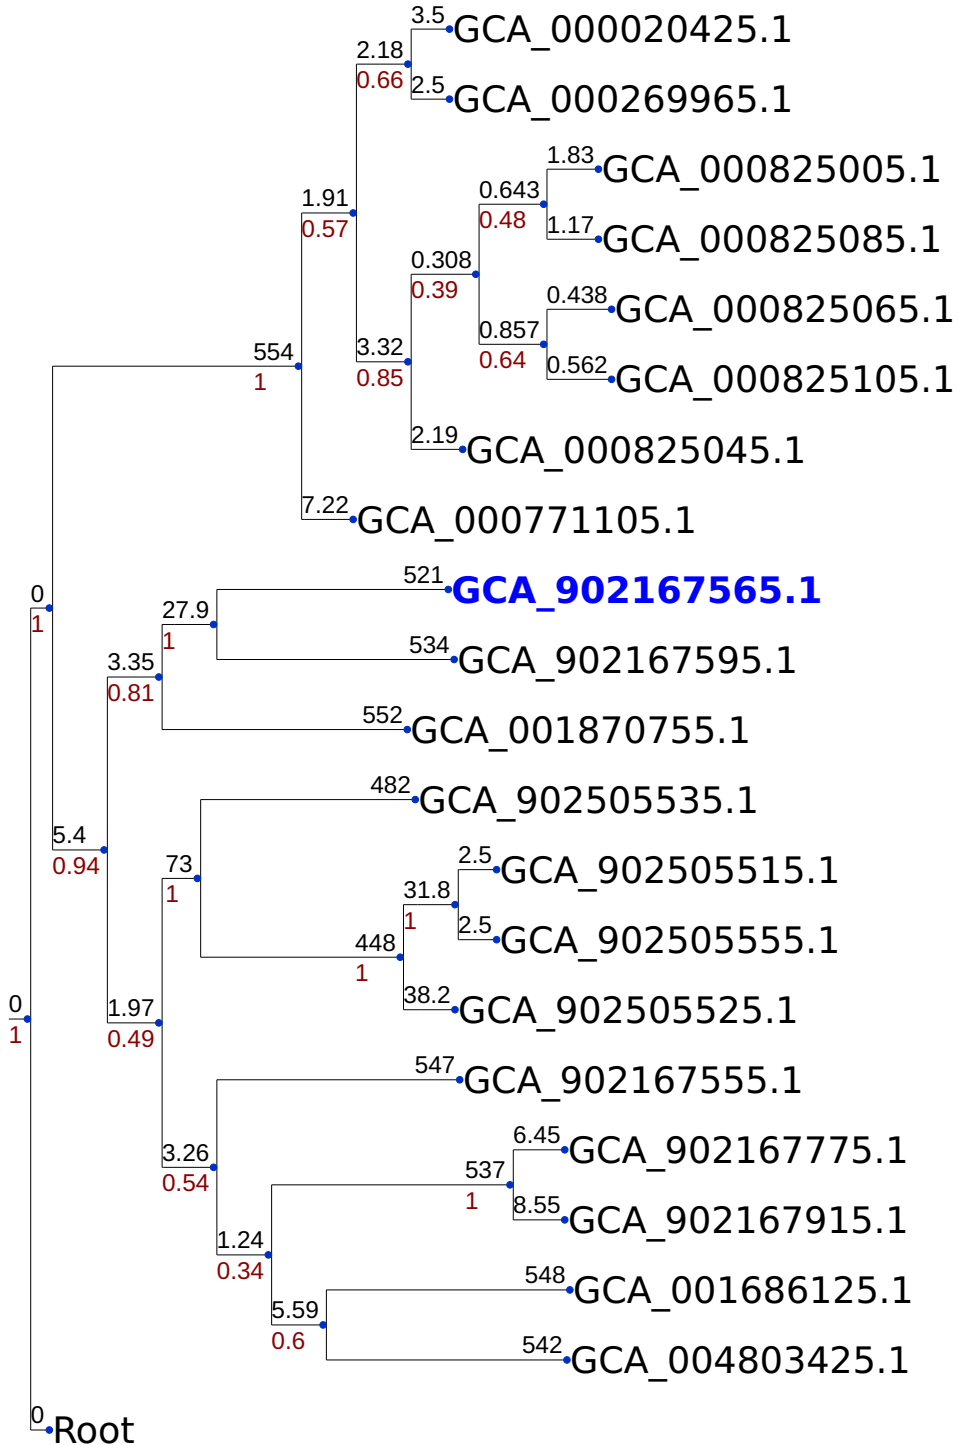 3.5
GCA_000020425.1
2.18
0.66
2.5
GCA_000269965.1
1.83
GCA_000825005.1
0.643
0.48
1.91
0.57
1.17
GCA_000825085.1
0.308
0.39
0.438
GCA_000825065.1
0.857
0.64
3.32
0.85
554
1
0.562
GCA_000825105.1
2.19
GCA_000825045.1
7.22
GCA_000771105.1
521
GCA_902167565.1
0
1
27.9
1
534
GCA_902167595.1
3.35
0.81
552
GCA_001870755.1
482
GCA_902505535.1
5.4
0.94
2.5
GCA_902505515.1
73
1
31.8
1
2.5
GCA_902505555.1
448
1
38.2
GCA_902505525.1
0
1
1.97
0.49
547
GCA_902167555.1
6.45
GCA_902167775.1
3.26
0.54
537
1
8.55
GCA_902167915.1
1.24
0.34
548
GCA_001686125.1
5.59
0.6
542
GCA_004803425.1
0
Root